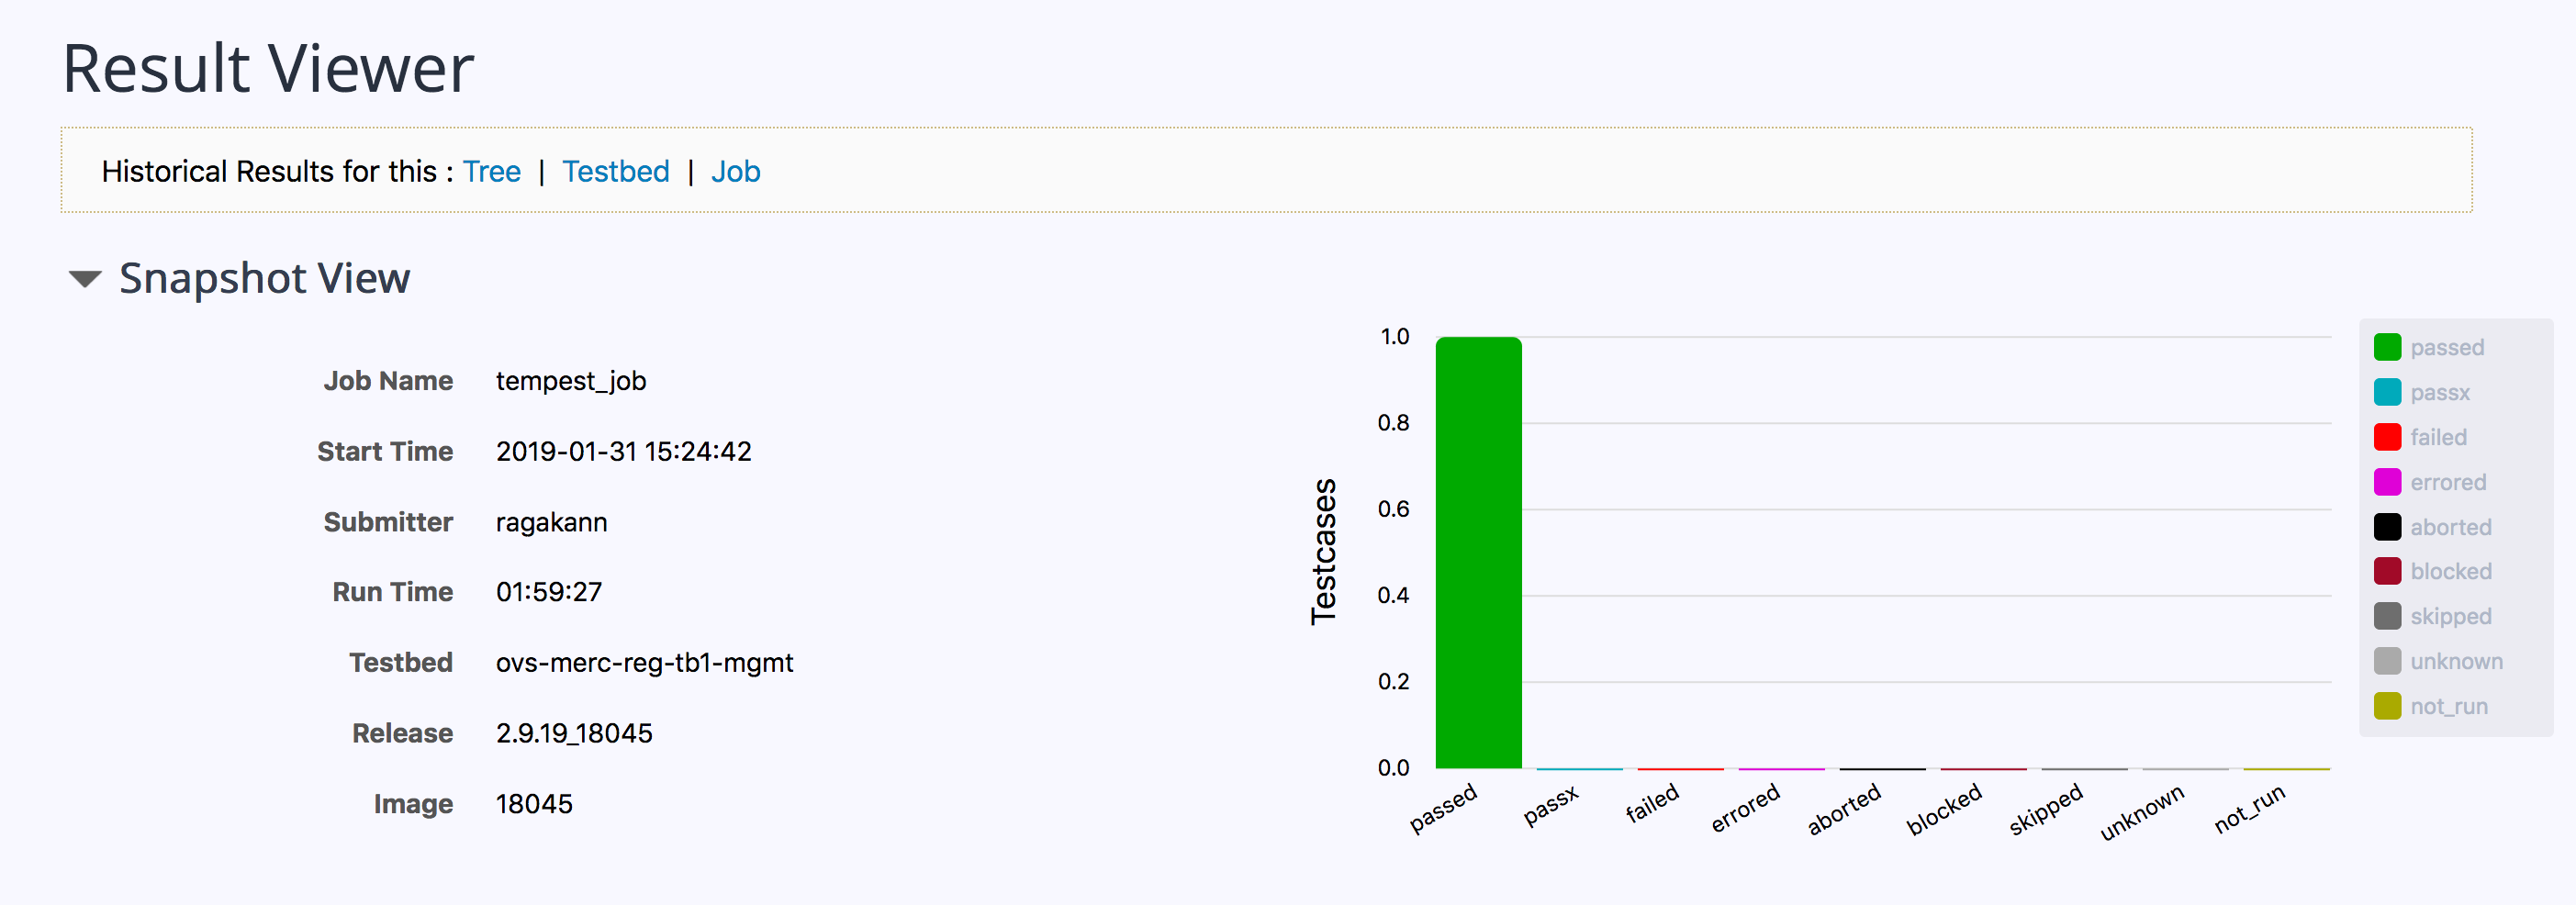 Result Viewer
Historical Results for this : Tree | Testbed | Job
Snapshot View
Job Name tempest_job
Start Time 2019-01-31 15:24:42
Submitter ragakann
Run Time 01:59:27
Testbed ovs-merc-reg-tb1-mgmt
Release 2.9.19_18045
Image 18045
Testcases
1.0
0.8
0.6
0.4
0.2
0.0
passed
passx
failed
errored
aborted
blocked
skipped
unknown
not_run
passed
passx
failed
errored
aborted
blocked
skipped
unknown
not_run